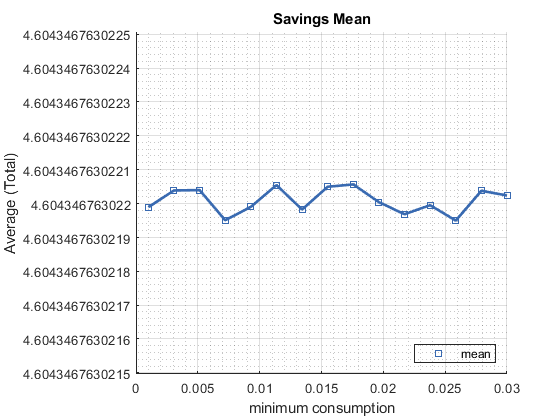 Savings Mean
4.6043467630225
4.6043467630224
4.6043467630223
4.6043467630222
4.6043467630221
4.604346763022
4.6043467630219
4.6043467630218
4.6043467630217
4.6043467630216
4.6043467630215
Average (Total)
mean
0 0.005 0.01 0.015 0.02 0.025 0.03
minimum consumption